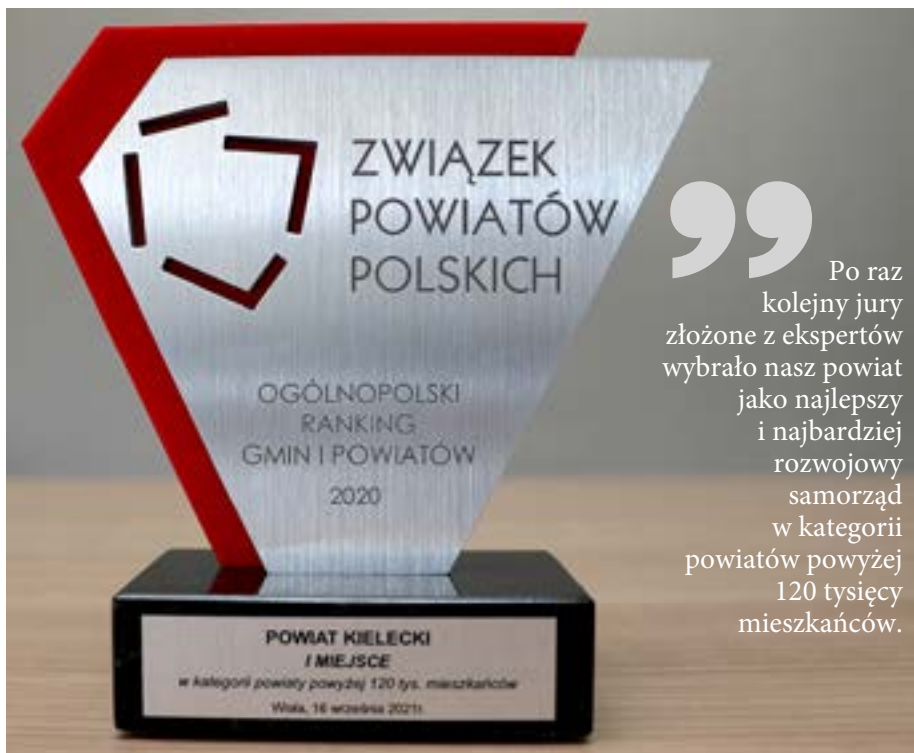 ZWIĄZEK
POWIATÓW
POLSKICH
OGÓLNOPOLSKI
RANKING
GMIN I POWIATÓW
2020
POWIAT KIELECKI
I MIEJSCE
w kategorii powiaty powyżej 120 tys. mieszkańców
Wisła, 16 września 2021r.
”
Po raz
kolejny jury
złożone z ekspertów
wybrało nasz powiat
jako najlepszy
i najbardziej
rozwojowy
samorząd
w kategorii
powiatów powyżej
120 tysięcy
mieszkańców.